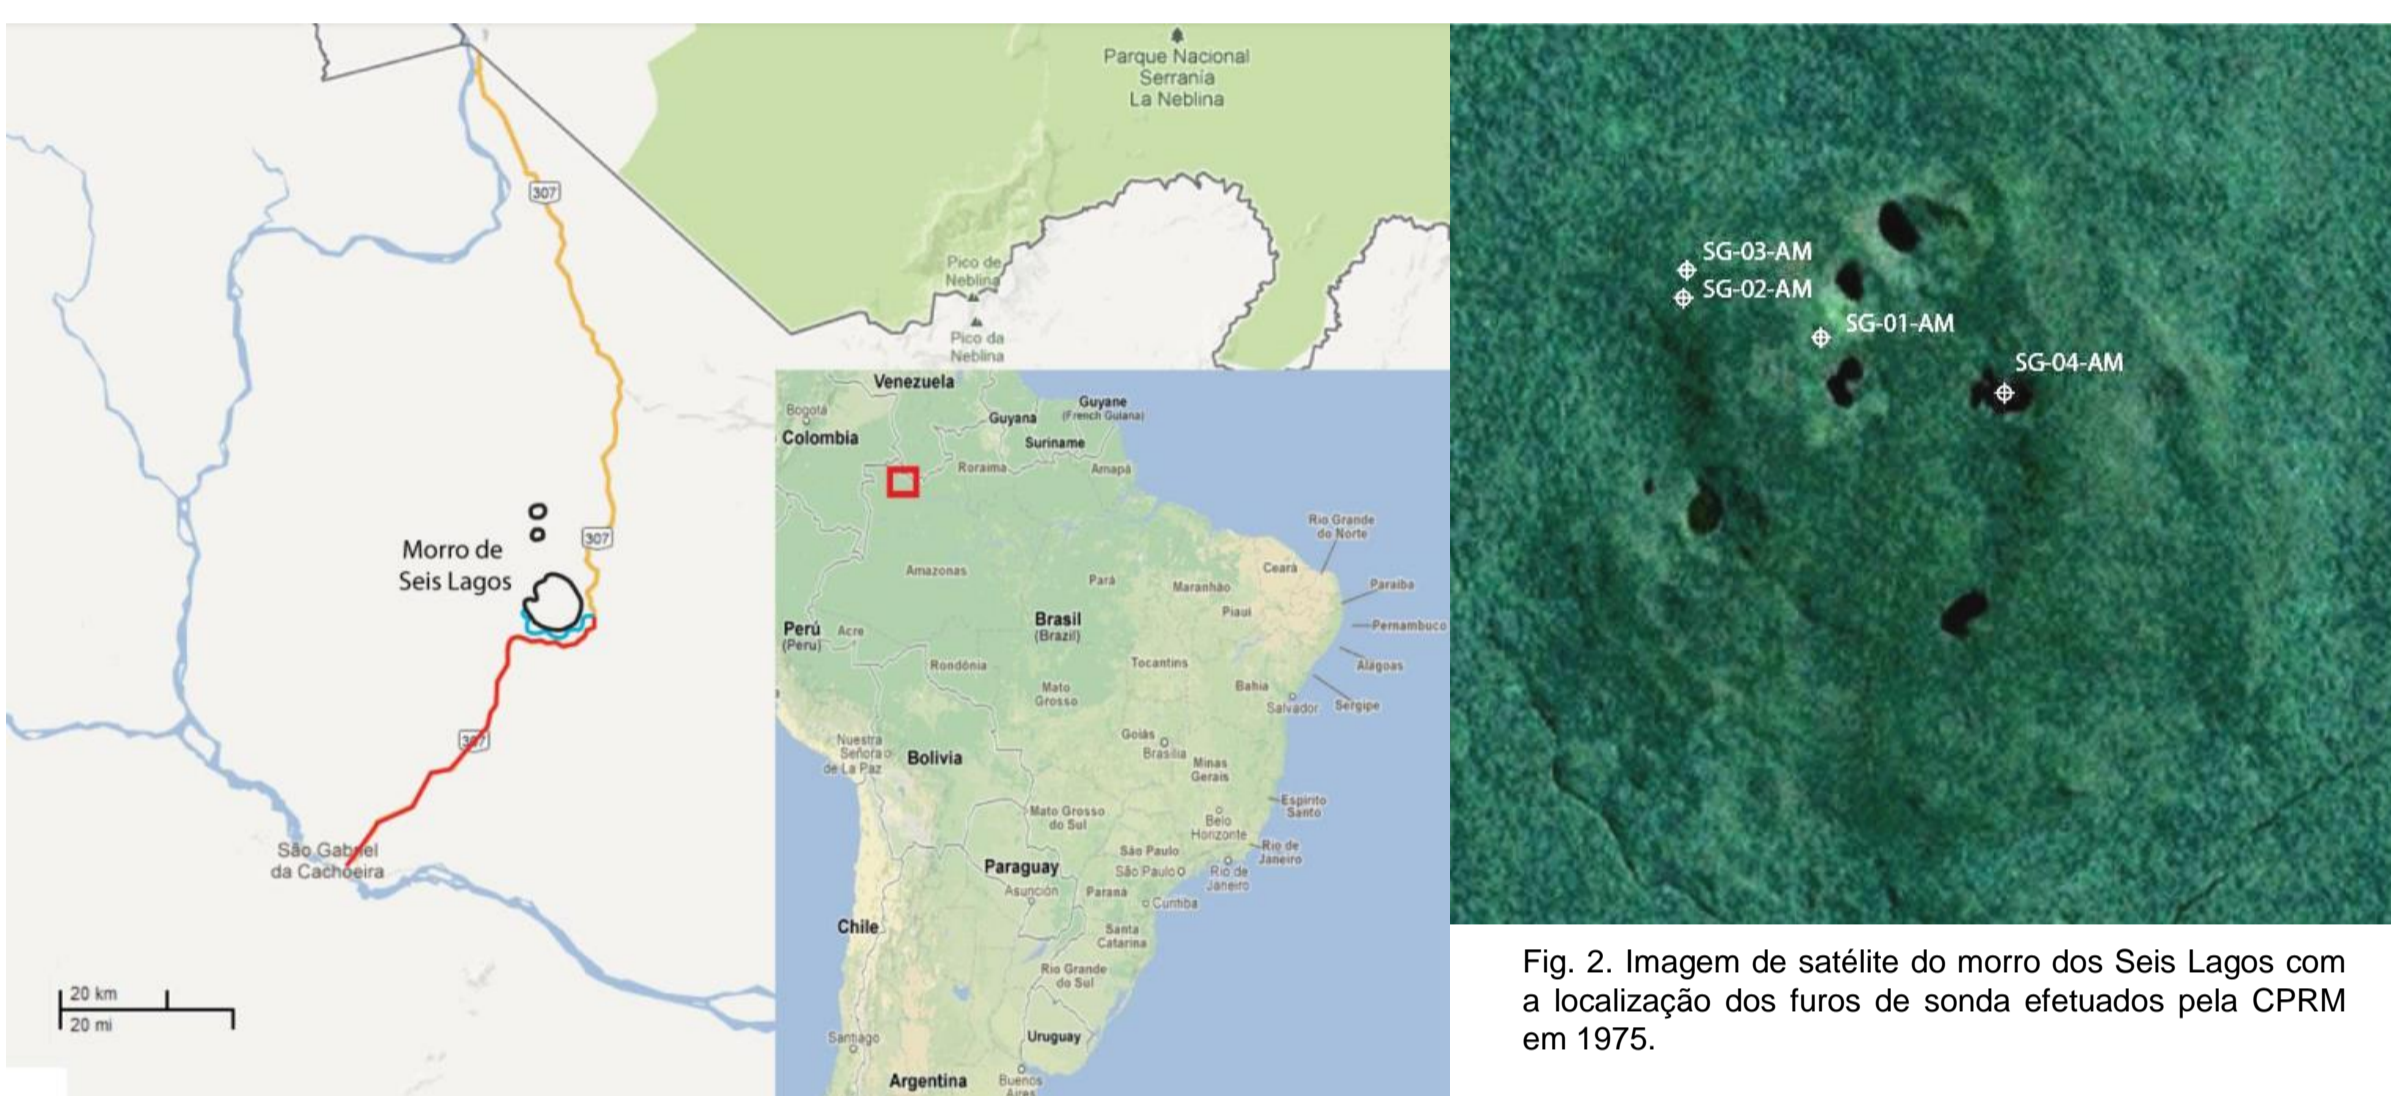 Parque Nacional
Serranía
La Neblina
307
Pico de
Neblina
Pico da
Neblina
307
Morro de
Seis Lagos
307
São Gabriel
da Cachoeira
20 km
20 mi
Venezuela
Bogotá
Colombia
Guyana
Guyane
(French Guiana)
Suriname
Roraima
Amapá
Rio Grande
do Norte
Amazonas
Pará
Maranhão
Ceará
Paraíba
Piauí
Pernambuco
Brasil
(Brazil)
Perú
(Peru)
Acre
Alagoas
Rondônia
Tocantins
Mato
Grosso
Bahia
Salvador
Sergipe
Nuestra
Señora
de La Paz
Bolivia
Goiás
Brasília
Minas
Gerais
Espírito
Santo
Mato Grosso
do Sul
Belo
Horizonte
Rio de
Janeiro
São Paulo
São Paulo
Rio de
Janeiro
Paraguay
Asunción
Paraná
Curitiba
Chile
Santa
Catarina
Rio Grande
do Sul
Santiago
Uruguay
Argentina
Buenos
Aires
SG-03-AM
SG-02-AM
SG-01-AM
SG-04-AM
Fig. 2. Imagem de satélite do morro dos Seis Lagos com
a localização dos furos de sonda efetuados pela CPRM
em 1975.